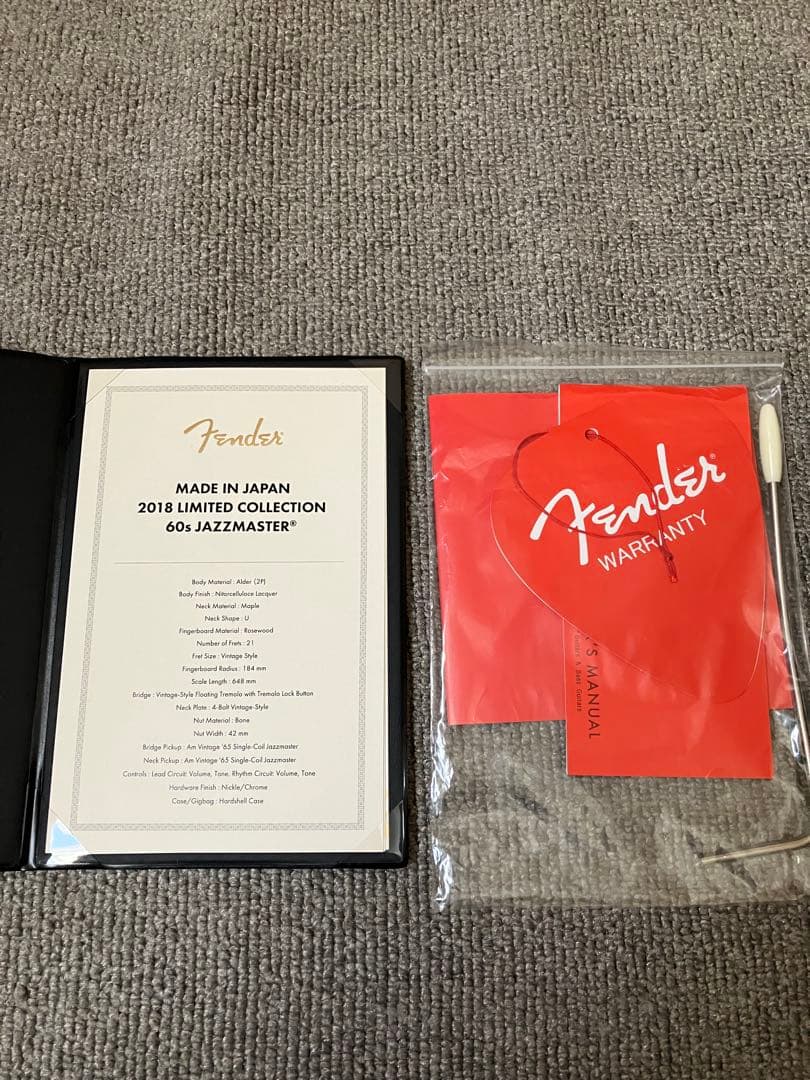 Fender
MADE IN JAPAN
2018 LIMITED COLLECTION
60s JAZZMASTER®
Body Material : Alder (2P)
Body Finish : Nitorcelluloce Lacquer
Neck Material : Maple
Neck Shape : U
Fingerboard Material : Rosewood
Number of Frets : 21
Fret Size : Vintage Style
Fingerboard Radius : 184 mm
Scale Length : 648 mm
Bridge : Vintage-Style Floating Tremolo with Tremolo Lock Button
Neck Plate : 4-Bolt Vintage-Style
Nut Material : Bone
Nut Width : 42 mm
Bridge Pickup : Am Vintage '65 Single-Coil Jazzmaster
Neck Pickup : Am Vintage '65 Single-Coil Jazzmaster
Controls : Lead Circuit: Volume, Tone, Rhythm Circuit: Volume, Tone
Hardware Finish : Nickle/Chrome
Case/Gigbag : Hardshell Case
Fender®
WARRANTY
'S MANUAL
Guitars & Bass Guitars